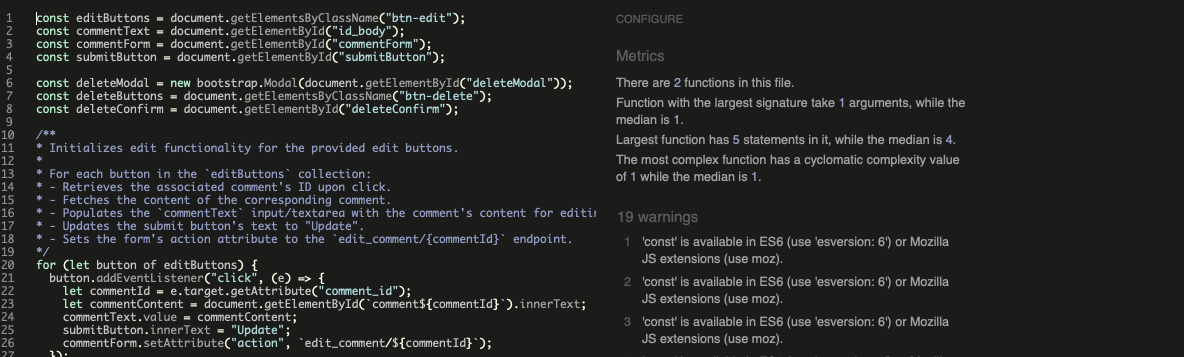 1 const editButtons = document.getElementsByClassName("btn-edit");
2 const commentText = document.getElementById("id_body");
3 const commentForm = document.getElementById("commentForm");
4 const submitButton = document.getElementById("submitButton");
5
6 const deleteModal = new bootstrap.Modal(document.getElementById("deleteModal"));
7 const deleteButtons = document.getElementsByClassName("btn-delete");
8 const deleteConfirm = document.getElementById("deleteConfirm");
9
10 /**
11 * Initializes edit functionality for the provided edit buttons.
12 *
13 * For each button in the `editButtons` collection:
14 * - Retrieves the associated comment's ID upon click.
15 * - Fetches the content of the corresponding comment.
16 * - Populates the `commentText` input/textarea with the comment's content for editin
17 * - Updates the submit button's text to "Update".
18 * - Sets the form's action attribute to the `edit_comment/{commentId}` endpoint.
19 */
20 for (let button of editButtons) {
21 button.addEventListener("click", (e) => {
22 let commentId = e.target.getAttribute("comment_id");
23 let commentContent = document.getElementById(`comment${commentId}`).innerText;
24 commentText.value = commentContent;
25 submitButton.innerText = "Update";
26 commentForm.setAttribute("action", `edit_comment/${commentId}`);
27 });
CONFIGURE
Metrics
There are 2 functions in this file.
Function with the largest signature take 1 arguments, while the
median is 1.
Largest function has 5 statements in it, while the median is 4.
The most complex function has a cyclomatic complexity value
of 1 while the median is 1.
19 warnings
1 'const' is available in ES6 (use 'esversion: 6') or Mozilla
JS extensions (use moz).
2 'const' is available in ES6 (use 'esversion: 6') or Mozilla
JS extensions (use moz).
3 'const' is available in ES6 (use 'esversion: 6') or Mozilla
JS extensions (use moz).